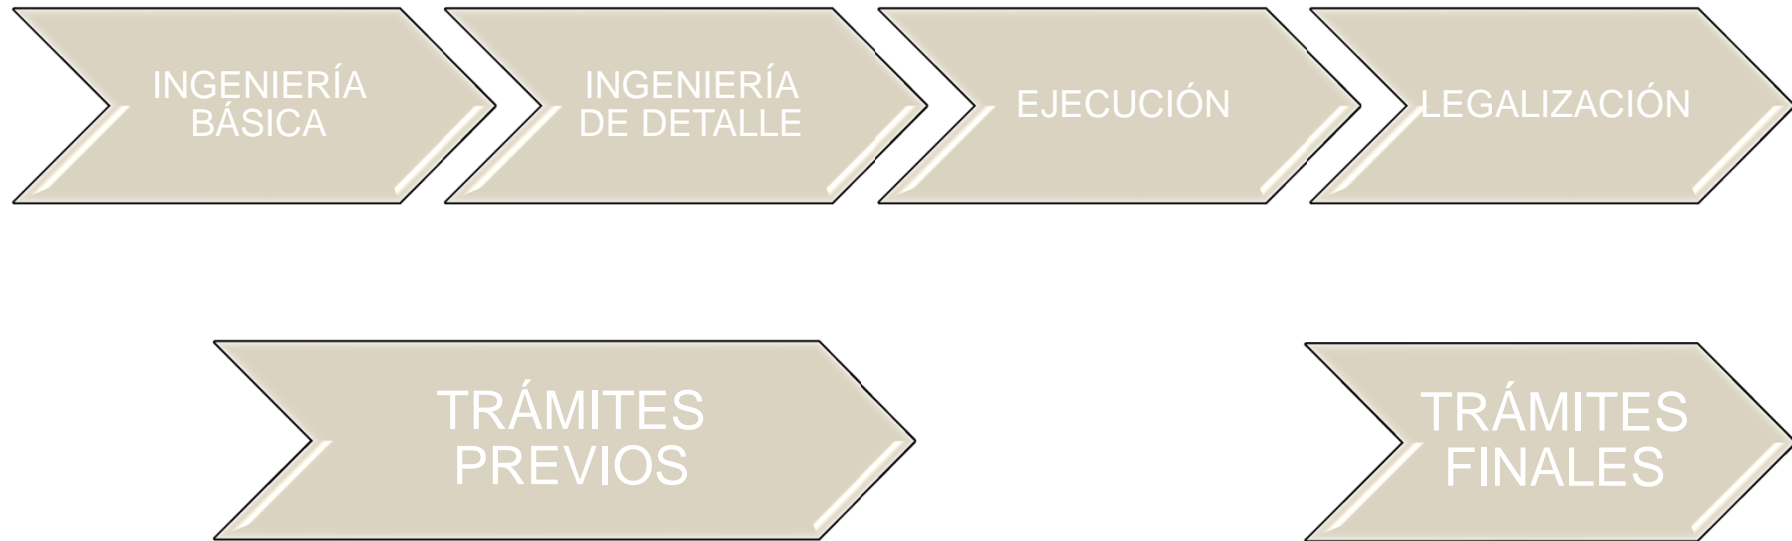 INGENIERÍA
BÁSICA
INGENIERÍA
DE DETALLE
EJECUCIÓN
LEGALIZACIÓN
TRÁMITES
PREVIOS
TRÁMITES
FINALES